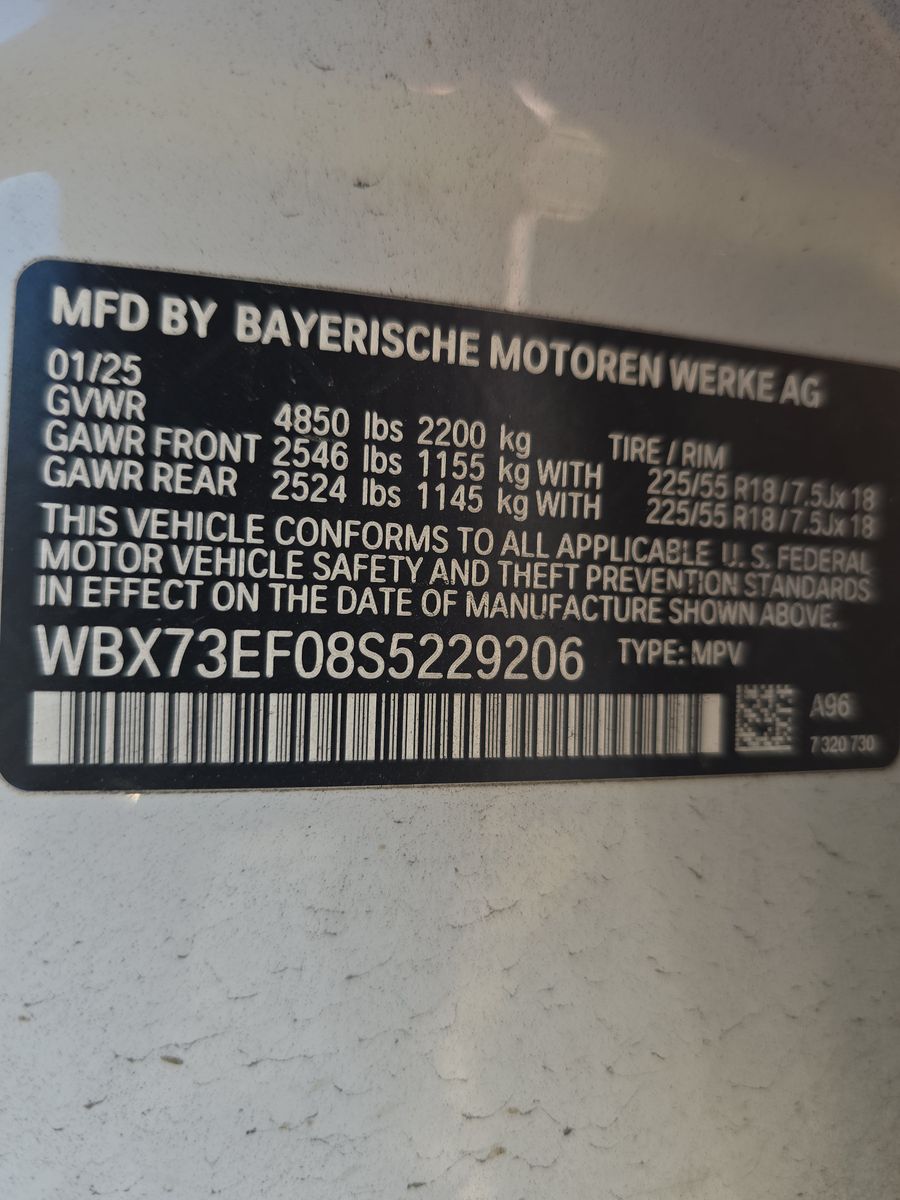 MFD BY BAYERISCHE MOTOREN WERKE AG
01/25
GVWR 4850 lbs 2200 kg TIRE / RIM
GAWR FRONT 2546 lbs 1155 kg WITH 225/55 R18 / 7.5Jx18
GAWR REAR 2524 lbs 1145 kg WITH 225/55 R18 / 7.5Jx18
THIS VEHICLE CONFORMS TO ALL APPLICABLE U. S. FEDERAL
MOTOR VEHICLE SAFETY AND THEFT PREVENTION STANDARDS
IN EFFECT ON THE DATE OF MANUFACTURE SHOWN ABOVE.
WBX73EF08S5229206 TYPE: MPV
A96
7 320 730